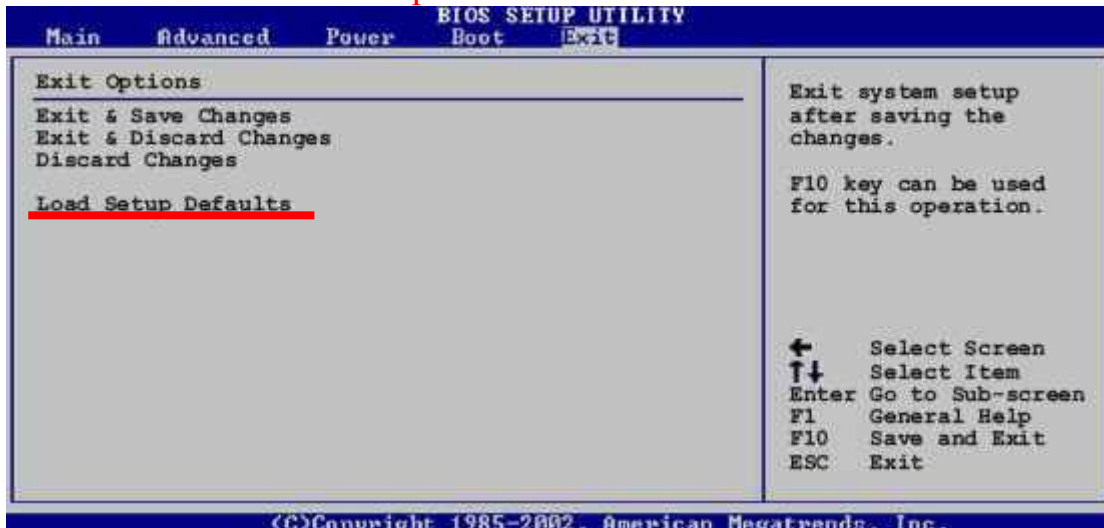 BIOS SETUP UTILITY
Main Advanced Power Boot Exit
Exit Options
Exit & Save Changes
Exit & Discard Changes
Discard Changes
Load Setup Defaults
Exit system setup
after saving the
changes.
F10 key can be used
for this operation.
← Select Screen
↑↓ Select Item
Enter Go to Sub-screen
F1 General Help
F10 Save and Exit
ESC Exit
(C)Copyright 1985-2002, American Megatrends, Inc.